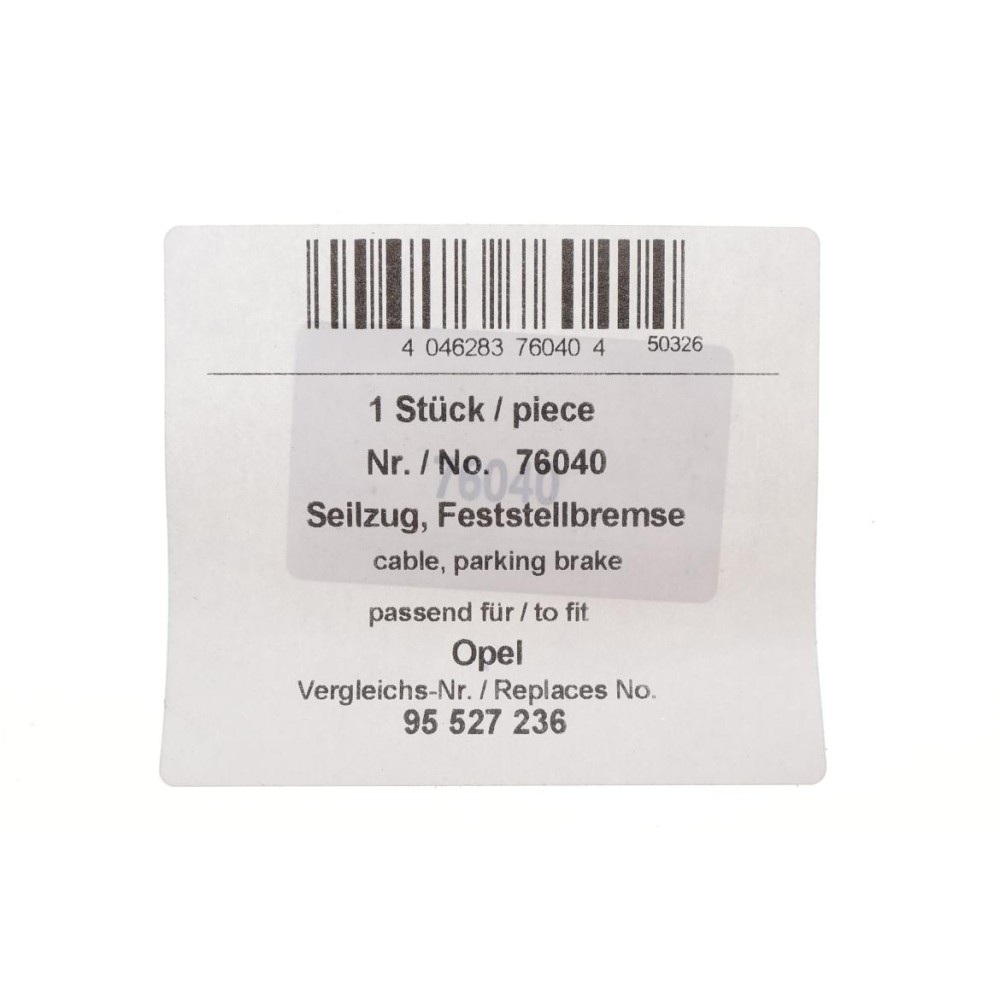 4 046283 76040 4 50326
1 Stück / piece
Nr. / No. 76040
76040
Seilzug, Feststellbremse
cable, parking brake
passend für / to fit
Opel
Vergleichs-Nr. / Replaces No.
95 527 236